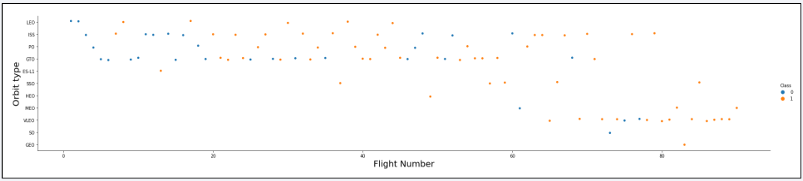 LEO
ISS
PO
GTO
ES-L1
SSO
HEO
MEO
VLEO
SO
GEO
Orbit type
0 20 40 60 80
Flight Number
Class
0
1